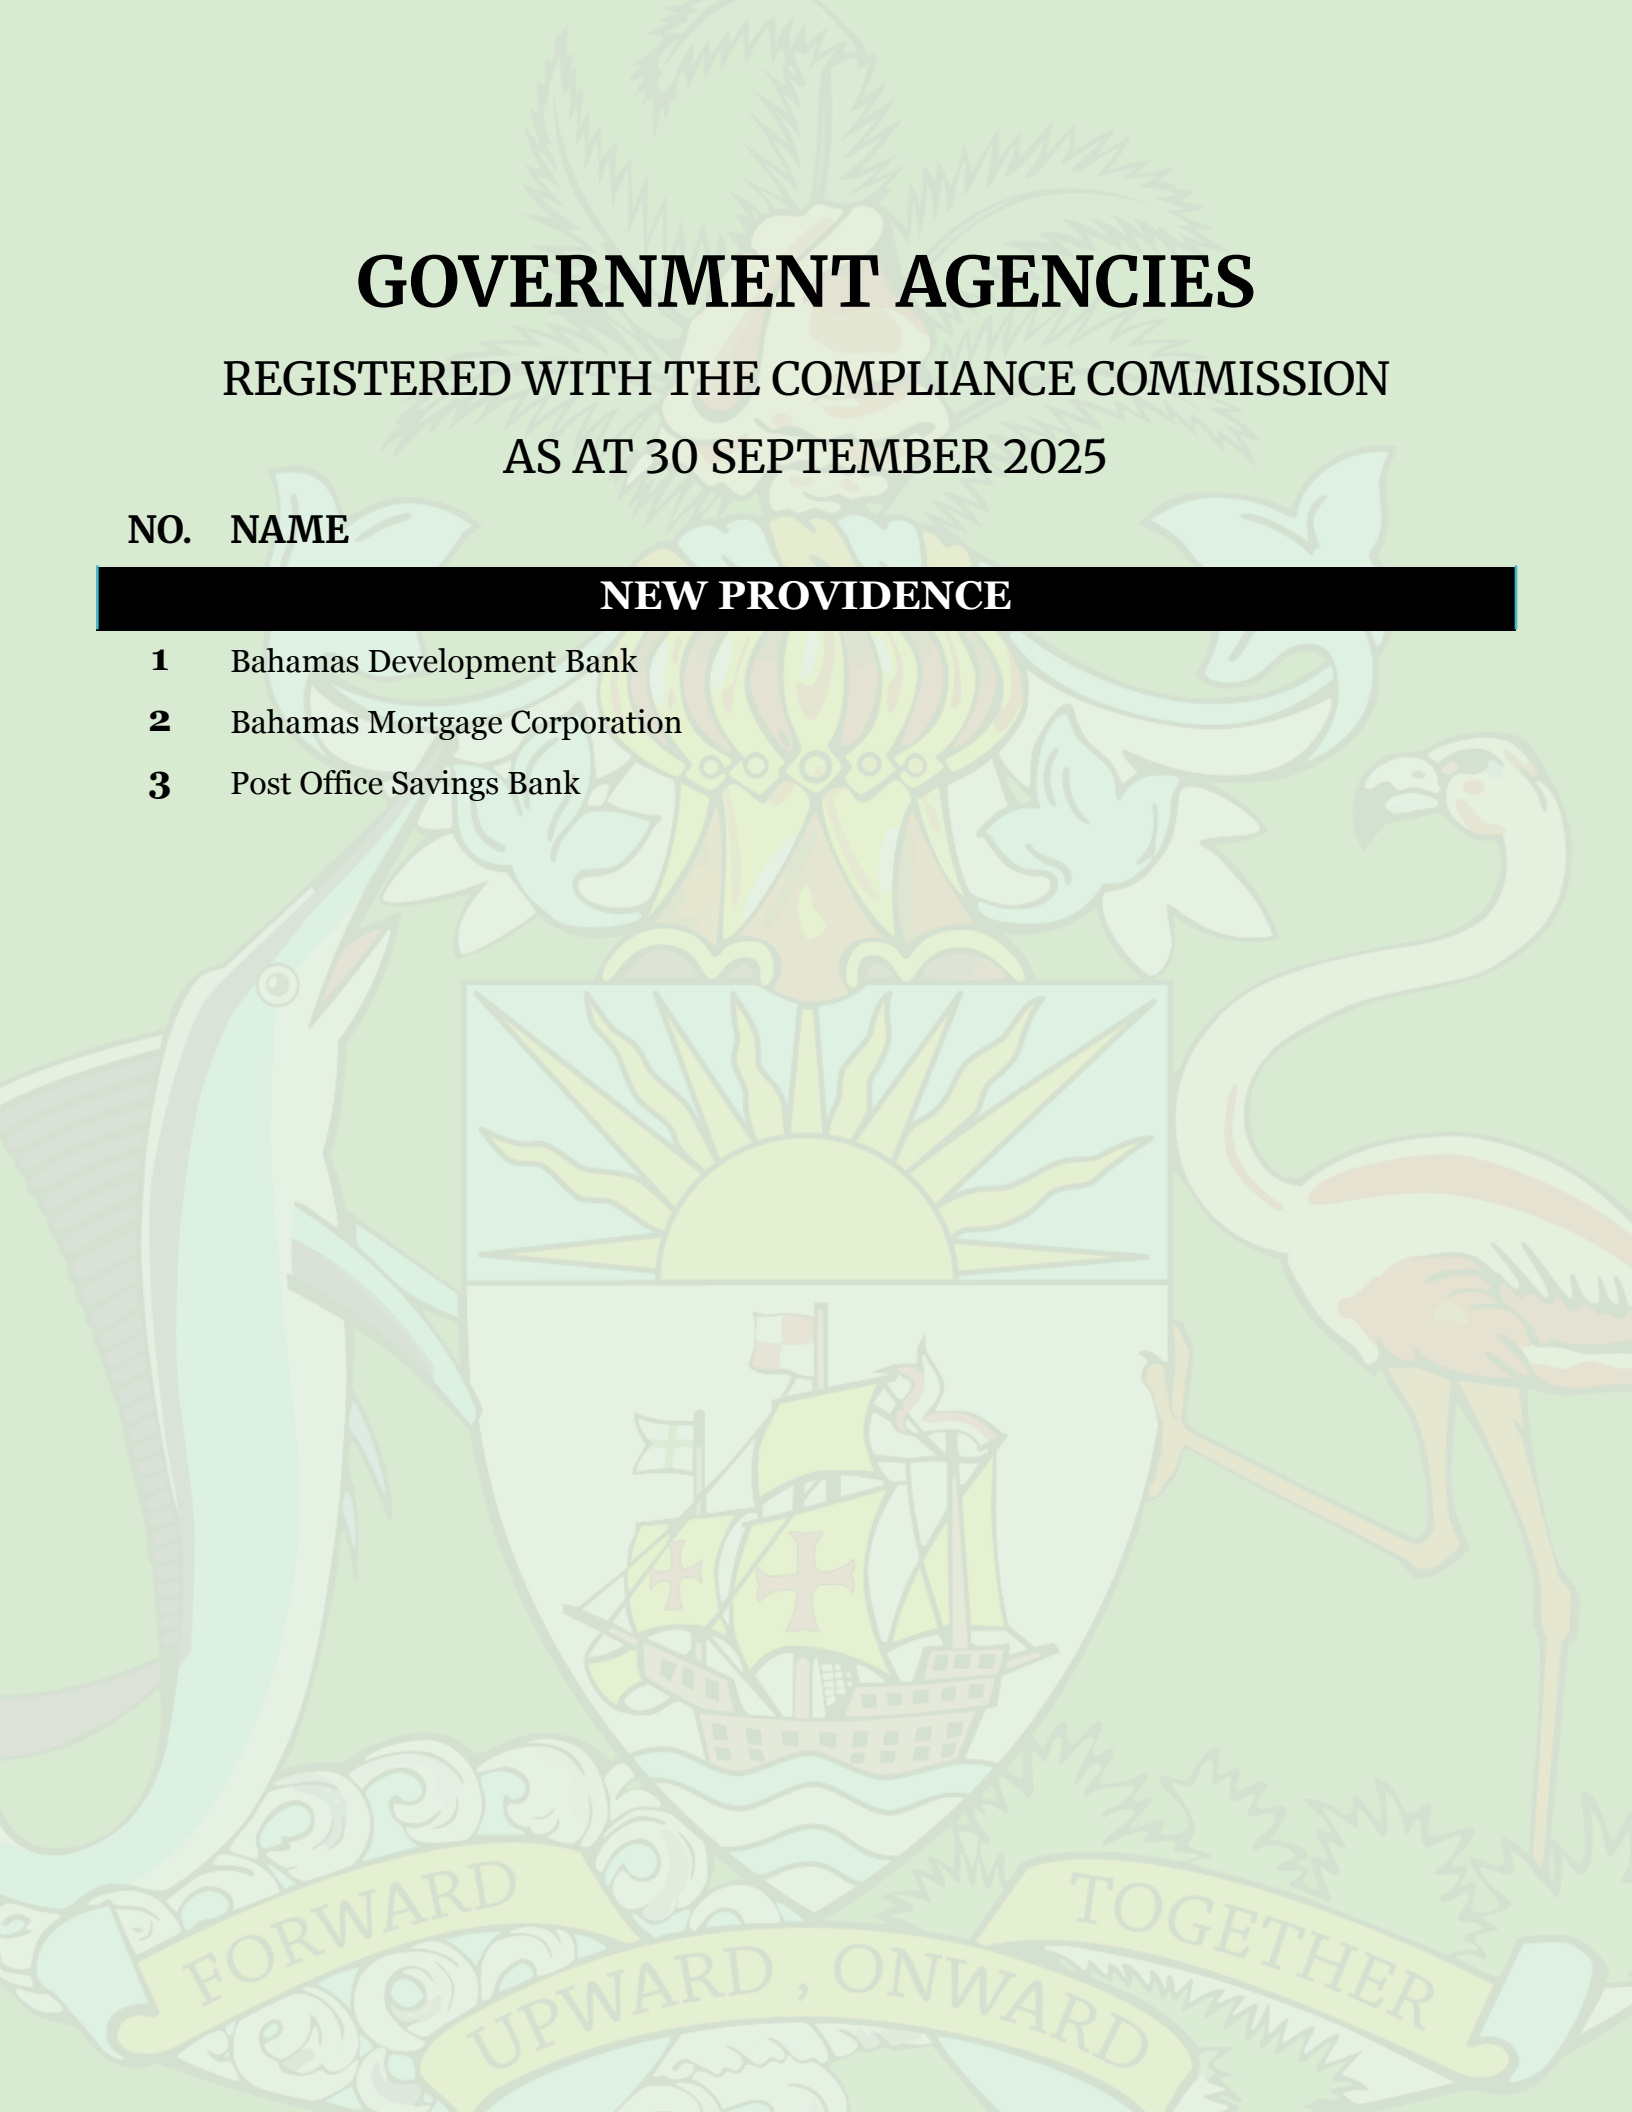 GOVERNMENT AGENCIES
REGISTERED WITH THE COMPLIANCE COMMISSION
AS AT 30 SEPTEMBER 2025
NO. NAME
NEW PROVIDENCE
1 Bahamas Development Bank
2 Bahamas Mortgage Corporation
3 Post Office Savings Bank
FORWARD
UPWARD , ONWARD
TOGETHER